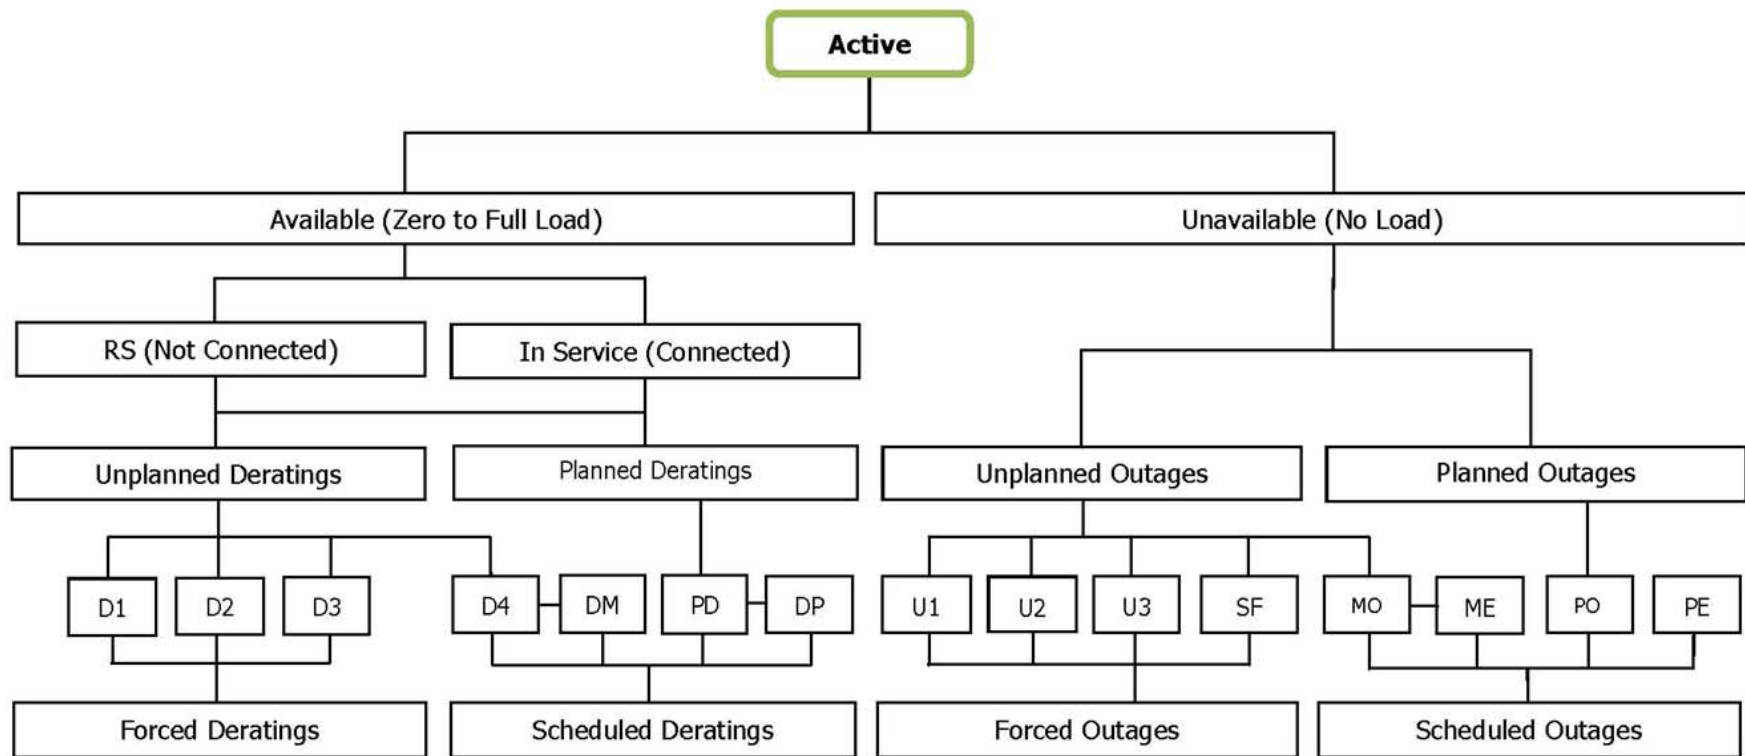 Active
Available (Zero to Full Load)
Unavailable (No Load)
RS (Not Connected)
In Service (Connected)
Unplanned Deratings
Planned Deratings
Unplanned Outages
Planned Outages
D1
D2
D3
D4
DM
PD
DP
U1
U2
U3
SF
MO
ME
PO
PE
Forced Deratings
Scheduled Deratings
Forced Outages
Scheduled Outages